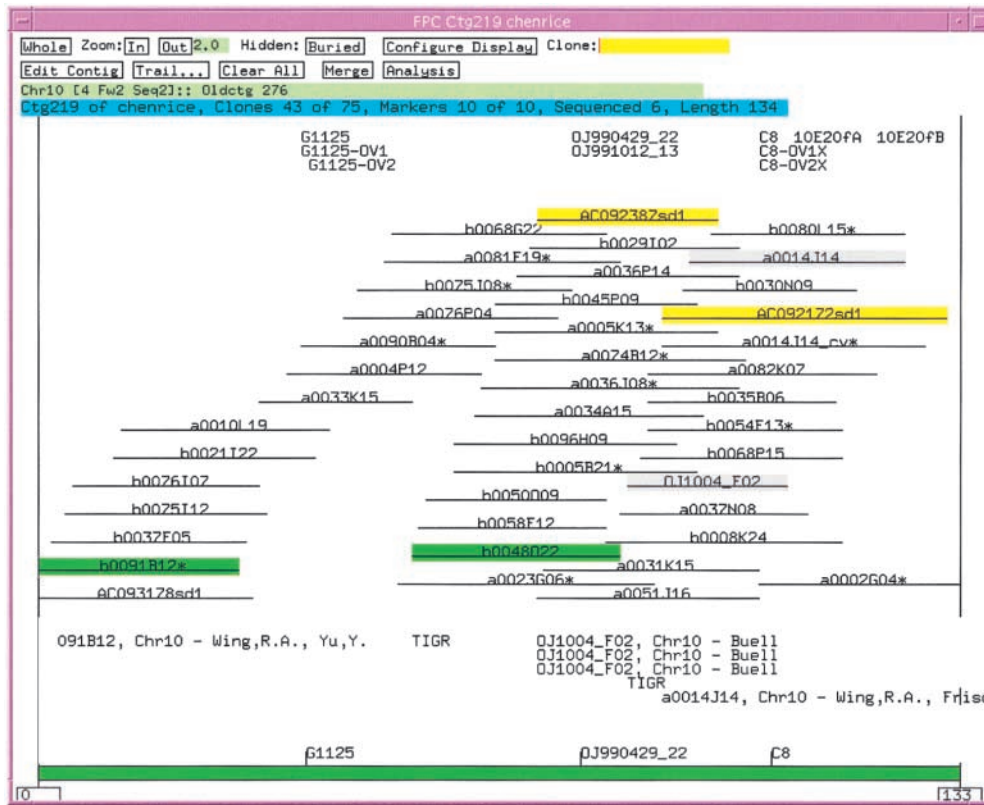 FPC Ctg219 chenrice
Whole Zoom: In Out 2.0 Hidden: Buried Configure Display Clone:
Edit Contig Trail... Clear All Merge Analysis
Chr10 [4 Fw2 Seq2]:: Oldctg 276
Ctg219 of chenrice, Clones 43 of 75, Markers 10 of 10, Sequenced 6, Length 134
G1125 OJ990429_22 C8 10E20fA 10E20fB
G1125-OV1 OJ991012_13 C8-OV1X
G1125-OV2 C8-OV2X
AC092387sd1
b0068G22 b0080L15*
b0029I02
a0081F19* a0014J14
a0036P14
b0075J08* b0030N09
b0045P09
a0076P04 AC092172sd1
a0005K13*
a0090B04* a0014J14_cv*
a0074B12*
a0004P12 a0082K07
a0036J08*
a0033K15 b0035B06
a0034A15
a0010L19 b0054F13*
b0096H09
b0021I22 b0068P15
b0005B21*
b0076I07 OJ1004_F02
b0050O09
b0075I12 a0037N08
b0058F12
b0037F05 b0008K24
b0048O22
b0091B12* a0031K15
a0023G06* a0002G04*
AC093178sd1 a0051J16
091B12, Chr10 - Wing,R.A., Yu,Y. TIGR OJ1004_F02, Chr10 - Buell
OJ1004_F02, Chr10 - Buell
OJ1004_F02, Chr10 - Buell
TIGR
a0014J14, Chr10 - Wing,R.A., Frisc
G1125 OJ990429_22 C8
0 133